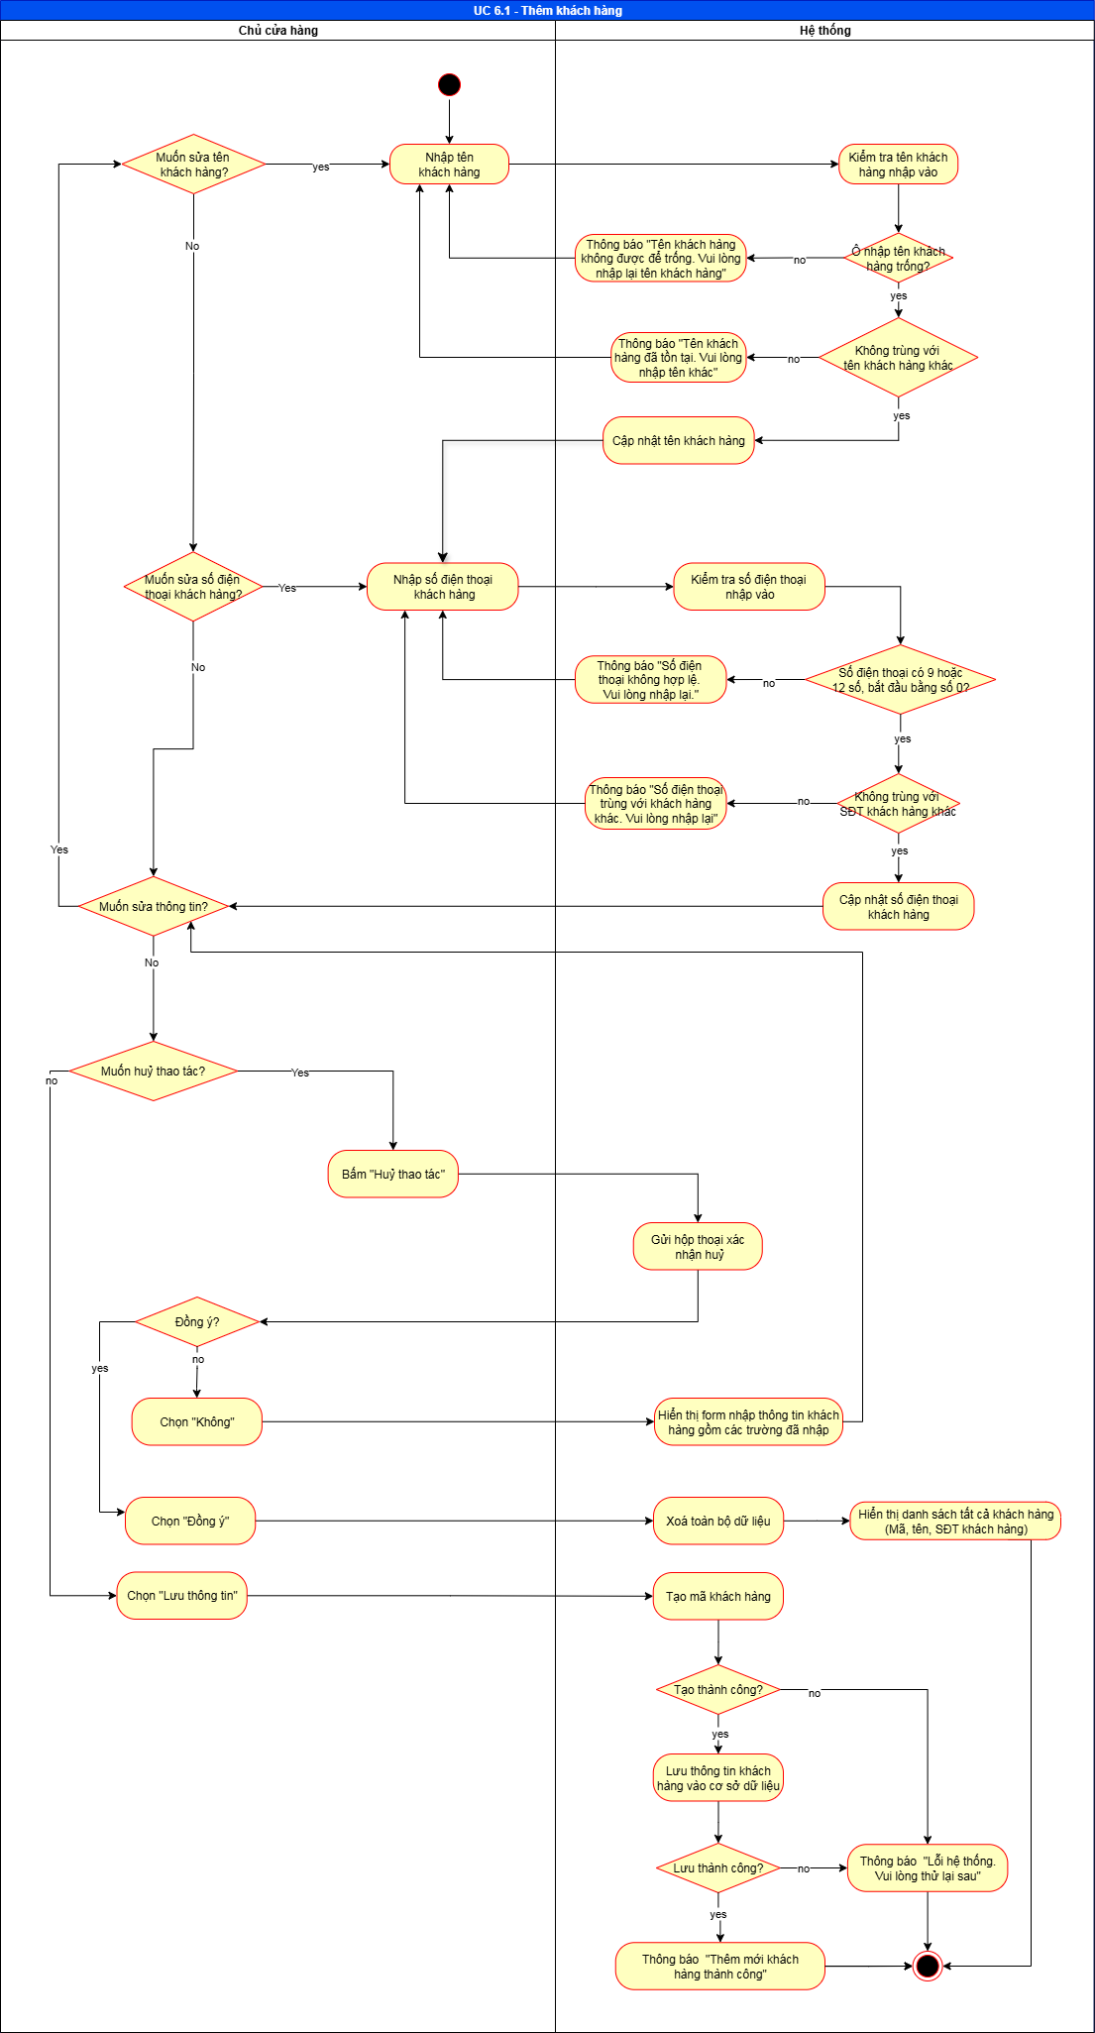 UC 6.1 - Thêm khách hàng
Chủ cửa hàng
Hệ thống
Muốn sửa tên
khách hàng?
yes
Nhập tên
khách hàng
Kiểm tra tên khách
hàng nhập vào
No
Thông báo "Tên khách hàng
không được để trống. Vui lòng
nhập lại tên khách hàng"
no
Ô nhập tên khách
hàng trống?
yes
Thông báo "Tên khách
hàng đã tồn tại. Vui lòng
nhập tên khác"
no
Không trùng với
tên khách hàng khác
yes
Cập nhật tên khách hàng
Muốn sửa số điện
thoại khách hàng?
Yes
Nhập số điện thoại
khách hàng
Kiểm tra số điện thoại
nhập vào
No
Thông báo "Số điện
thoại không hợp lệ.
Vui lòng nhập lại."
no
Số điện thoại có 9 hoặc
12 số, bắt đầu bằng số 0?
yes
Thông báo "Số điện thoại
trùng với khách hàng
khác. Vui lòng nhập lại"
no
Không trùng với
SĐT khách hàng khác
yes
Yes
Muốn sửa thông tin?
Cập nhật số điện thoại
khách hàng
No
Muốn huỷ thao tác?
Yes
no
Bấm "Huỷ thao tác"
Gửi hộp thoại xác
nhận huỷ
Đồng ý?
yes
no
Chọn "Không"
Hiển thị form nhập thông tin khách
hàng gồm các trường đã nhập
Chọn "Đồng ý"
Xoá toàn bộ dữ liệu
Hiển thị danh sách tất cả khách hàng
(Mã, tên, SĐT khách hàng)
Chọn "Lưu thông tin"
Tạo mã khách hàng
Tạo thành công?
no
yes
Lưu thông tin khách
hàng vào cơ sở dữ liệu
Lưu thành công?
no
Thông báo "Lỗi hệ thống.
Vui lòng thử lại sau"
yes
Thông báo "Thêm mới khách
hàng thành công"